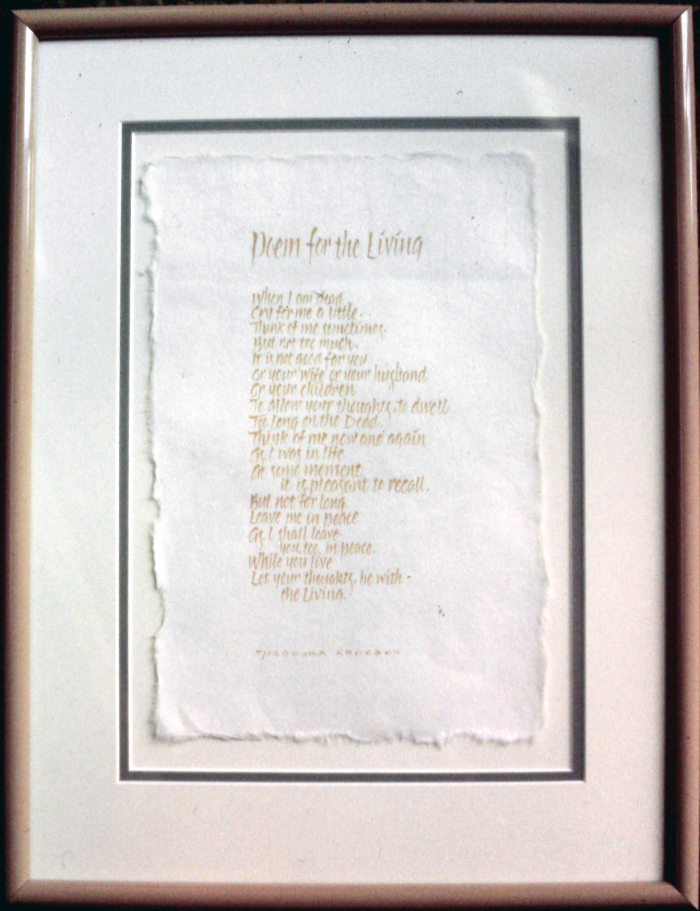 Poem for the Living
When I am dead
Cry for me a little.
Think of me sometimes.
But not too much.
It is not good for you
Or your wife or your husband
Or your children
To allow your thoughts to dwell
Too long on the Dead.
Think of me now and again
As I was in life
At some moment
it is pleasant to recall.
But not for long.
Leave me in peace
As I shall leave
you, too, in peace.
While you live
Let your thoughts be with
the Living.
THEODORA KROEBER